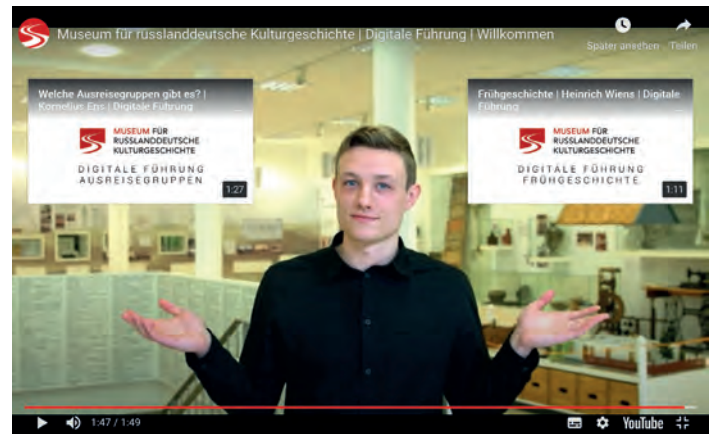 Museum für russlanddeutsche Kulturgeschichte | Digitale Führung | Willkommen
Später ansehen
Teilen
Welche Ausreisegruppen gibt es? |
Kornelius Ens | Digitale Führung
MUSEUM FÜR
RUSSLANDDEUTSCHE
KULTURGESCHICHTE
DIGITALE FÜHRUNG
AUSREISEGRUPPEN
1:27
Frühgeschichte | Heinrich Wiens | Digitale
Führung
MUSEUM FÜR
RUSSLANDDEUTSCHE
KULTURGESCHICHTE
DIGITALE FÜHRUNG
FRÜHGESCHICHTE
1:11
1:47 / 1:49
YouTube